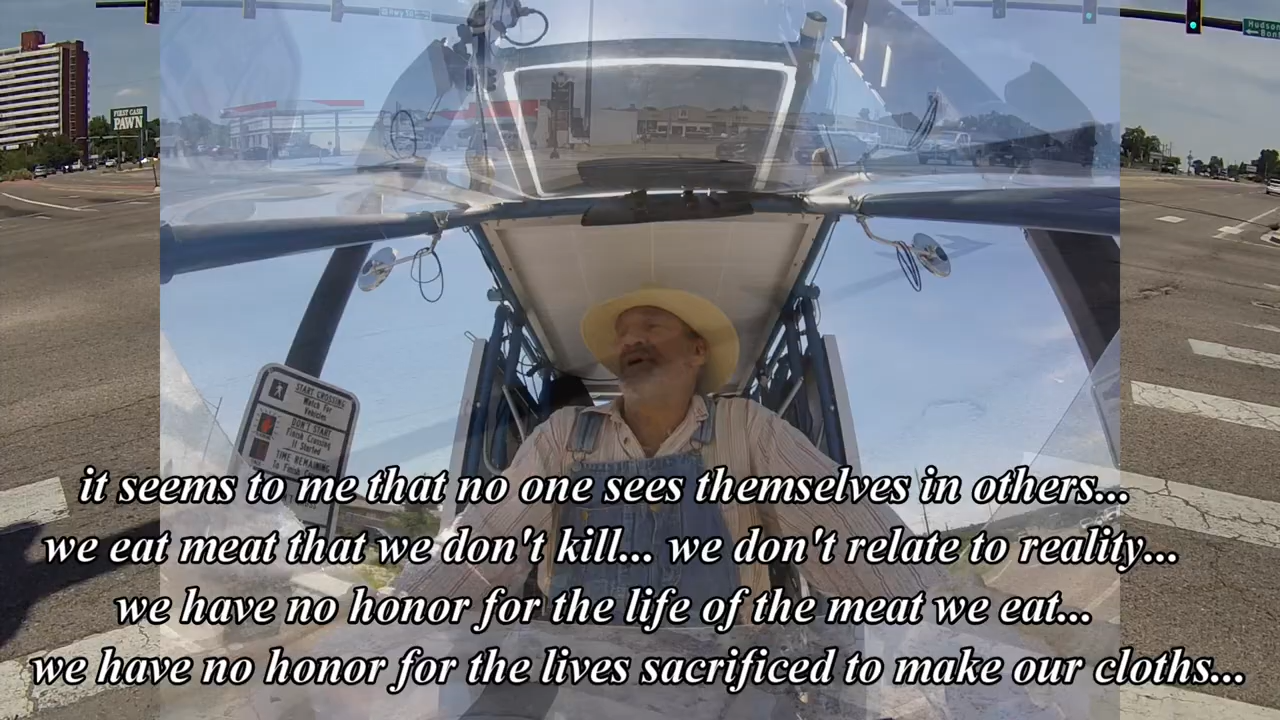 Hudson
Bons
FIRST CASH
PAWN
START CROSSING
Watch For
Vehicles
DON'T START
Finish Crossing
If Started
TIME REMAINING
To Finish
it seems to me that no one sees themselves in others...
we eat meat that we don't kill... we don't relate to reality...
we have no honor for the life of the meat we eat...
we have no honor for the lives sacrificed to make our cloths...